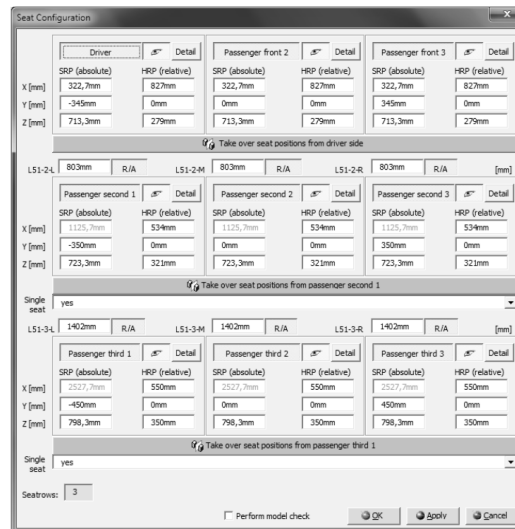 Seat Configuration
Driver Detail Passenger front 2 Detail Passenger front 3 Detail
SRP (absolute) HRP (relative) SRP (absolute) HRP (relative) SRP (absolute) HRP (relative)
X [mm] 322,7mm 827mm 322,7mm 827mm 322,7mm 827mm
Y [mm] -345mm 0mm 0mm 0mm 345mm 0mm
Z [mm] 713,3mm 279mm 713,3mm 279mm 713,3mm 279mm
Take over seat positions from driver side
L51-2-L 803mm R/A L51-2-M 803mm R/A L51-2-R 803mm R/A [mm]
Passenger second 1 Detail Passenger second 2 Detail Passenger second 3 Detail
SRP (absolute) HRP (relative) SRP (absolute) HRP (relative) SRP (absolute) HRP (relative)
X [mm] 1125,7mm 534mm 1125,7mm 534mm 1125,7mm 534mm
Y [mm] -350mm 0mm 0mm 0mm 350mm 0mm
Z [mm] 723,3mm 321mm 723,3mm 321mm 723,3mm 321mm
Take over seat positions from passenger second 1
Single seat yes
L51-3-L 1402mm R/A L51-3-M 1402mm R/A L51-3-R 1402mm R/A [mm]
Passenger third 1 Detail Passenger third 2 Detail Passenger third 3 Detail
SRP (absolute) HRP (relative) SRP (absolute) HRP (relative) SRP (absolute) HRP (relative)
X [mm] 2527,7mm 550mm 2527,7mm 550mm 2527,7mm 550mm
Y [mm] -450mm 0mm 0mm 0mm 450mm 0mm
Z [mm] 798,3mm 350mm 798,3mm 350mm 798,3mm 350mm
Take over seat positions from passenger third 1
Single seat yes
Seatrows: 3
Perform model check OK Apply Cancel